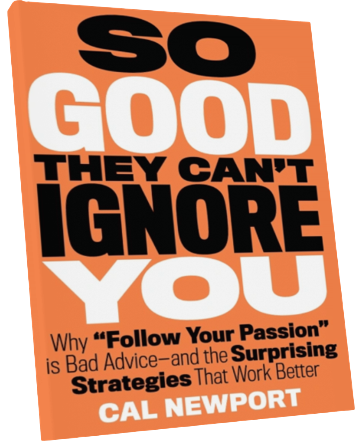 SO
GOOD
THEY CAN'T
IGNORE
YOU
Why “Follow Your Passion”
is Bad Advice—and the Surprising
Strategies That Work Better
CAL NEWPORT